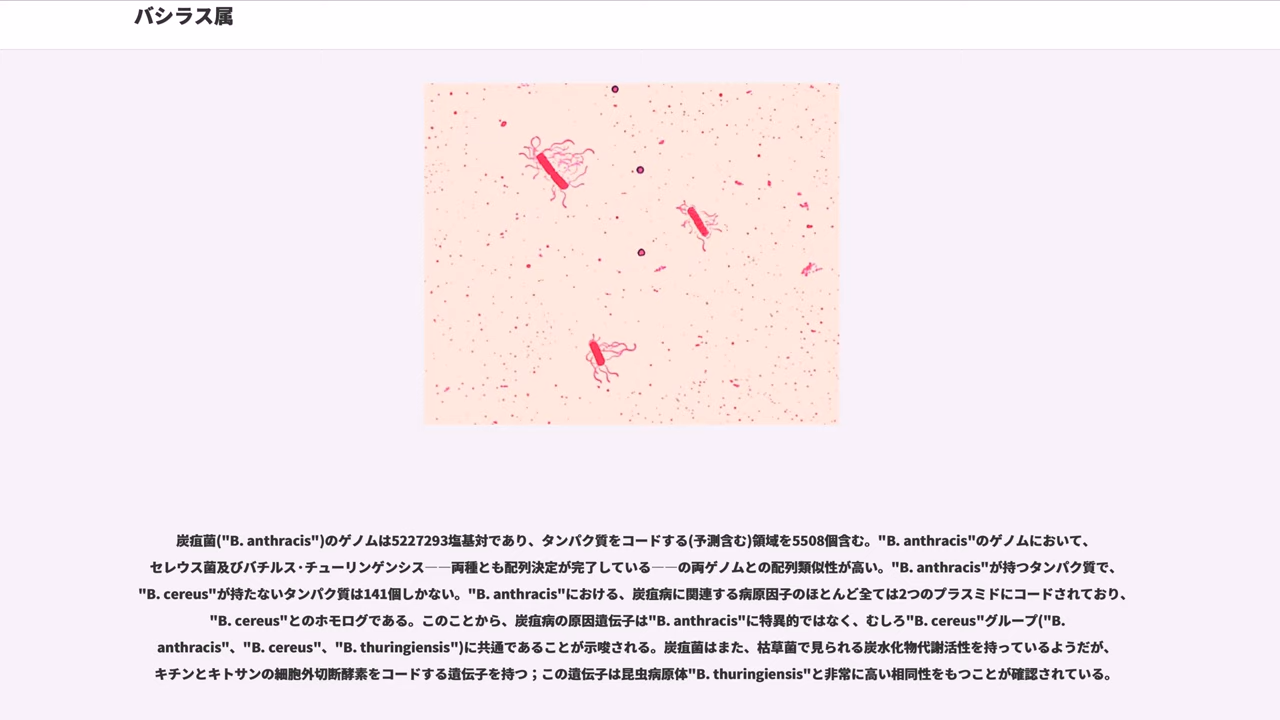 バシラス属
炭疽菌("B. anthracis")のゲノムは5227293塩基対であり、タンパク質をコードする(予測含む)領域を5508個含む。"B. anthracis"のゲノムにおいて、
セレウス菌及びバチルス·チューリンゲンシス――両種とも配列決定が完了している――の両ゲノムとの配列類似性が高い。"B. anthracis"が持つタンパク質で、
"B. cereus"が持たないタンパク質は141個しかない。"B. anthracis"における、炭疽病に関連する病原因子のほとんど全ては2つのプラスミドにコードされており、
"B. cereus"とのホモログである。このことから、炭疽病の原因遺伝子は"B. anthracis"に特異的ではなく、むしろ"B. cereus"グループ("B.
anthracis"、"B. cereus"、"B. thuringiensis")に共通であることが示唆される。炭疽菌はまた、枯草菌で見られる炭水化物代謝活性を持っているようだが、
キチンとキトサンの細胞外切断酵素をコードする遺伝子を持つ；この遺伝子は昆虫病原体"B. thuringiensis"と非常に高い相同性をもつことが確認されている。